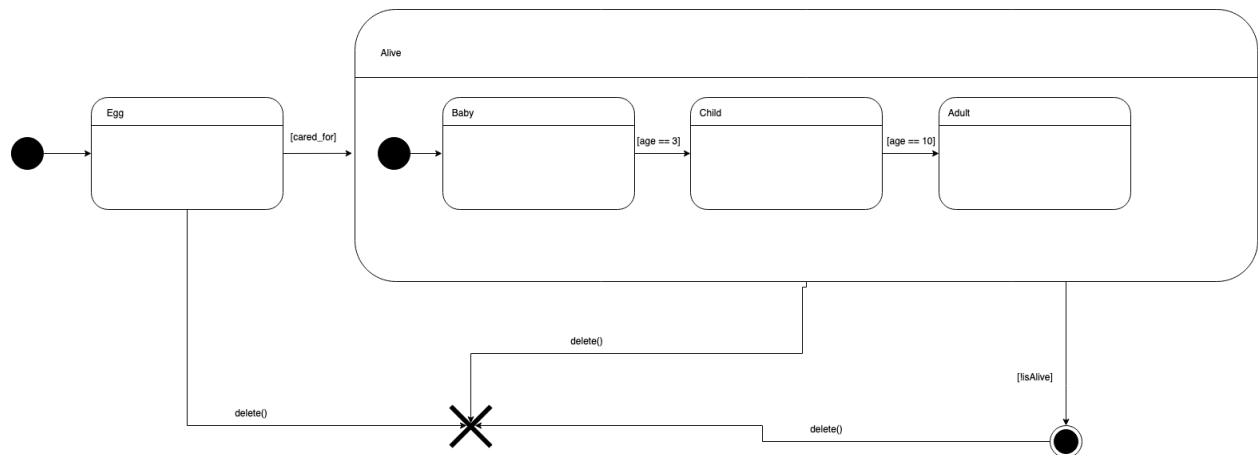 Alive
Egg
[cared_for]
Baby
[age == 3]
Child
[age == 10]
Adult
delete()
[!isAlive]
delete()
delete()